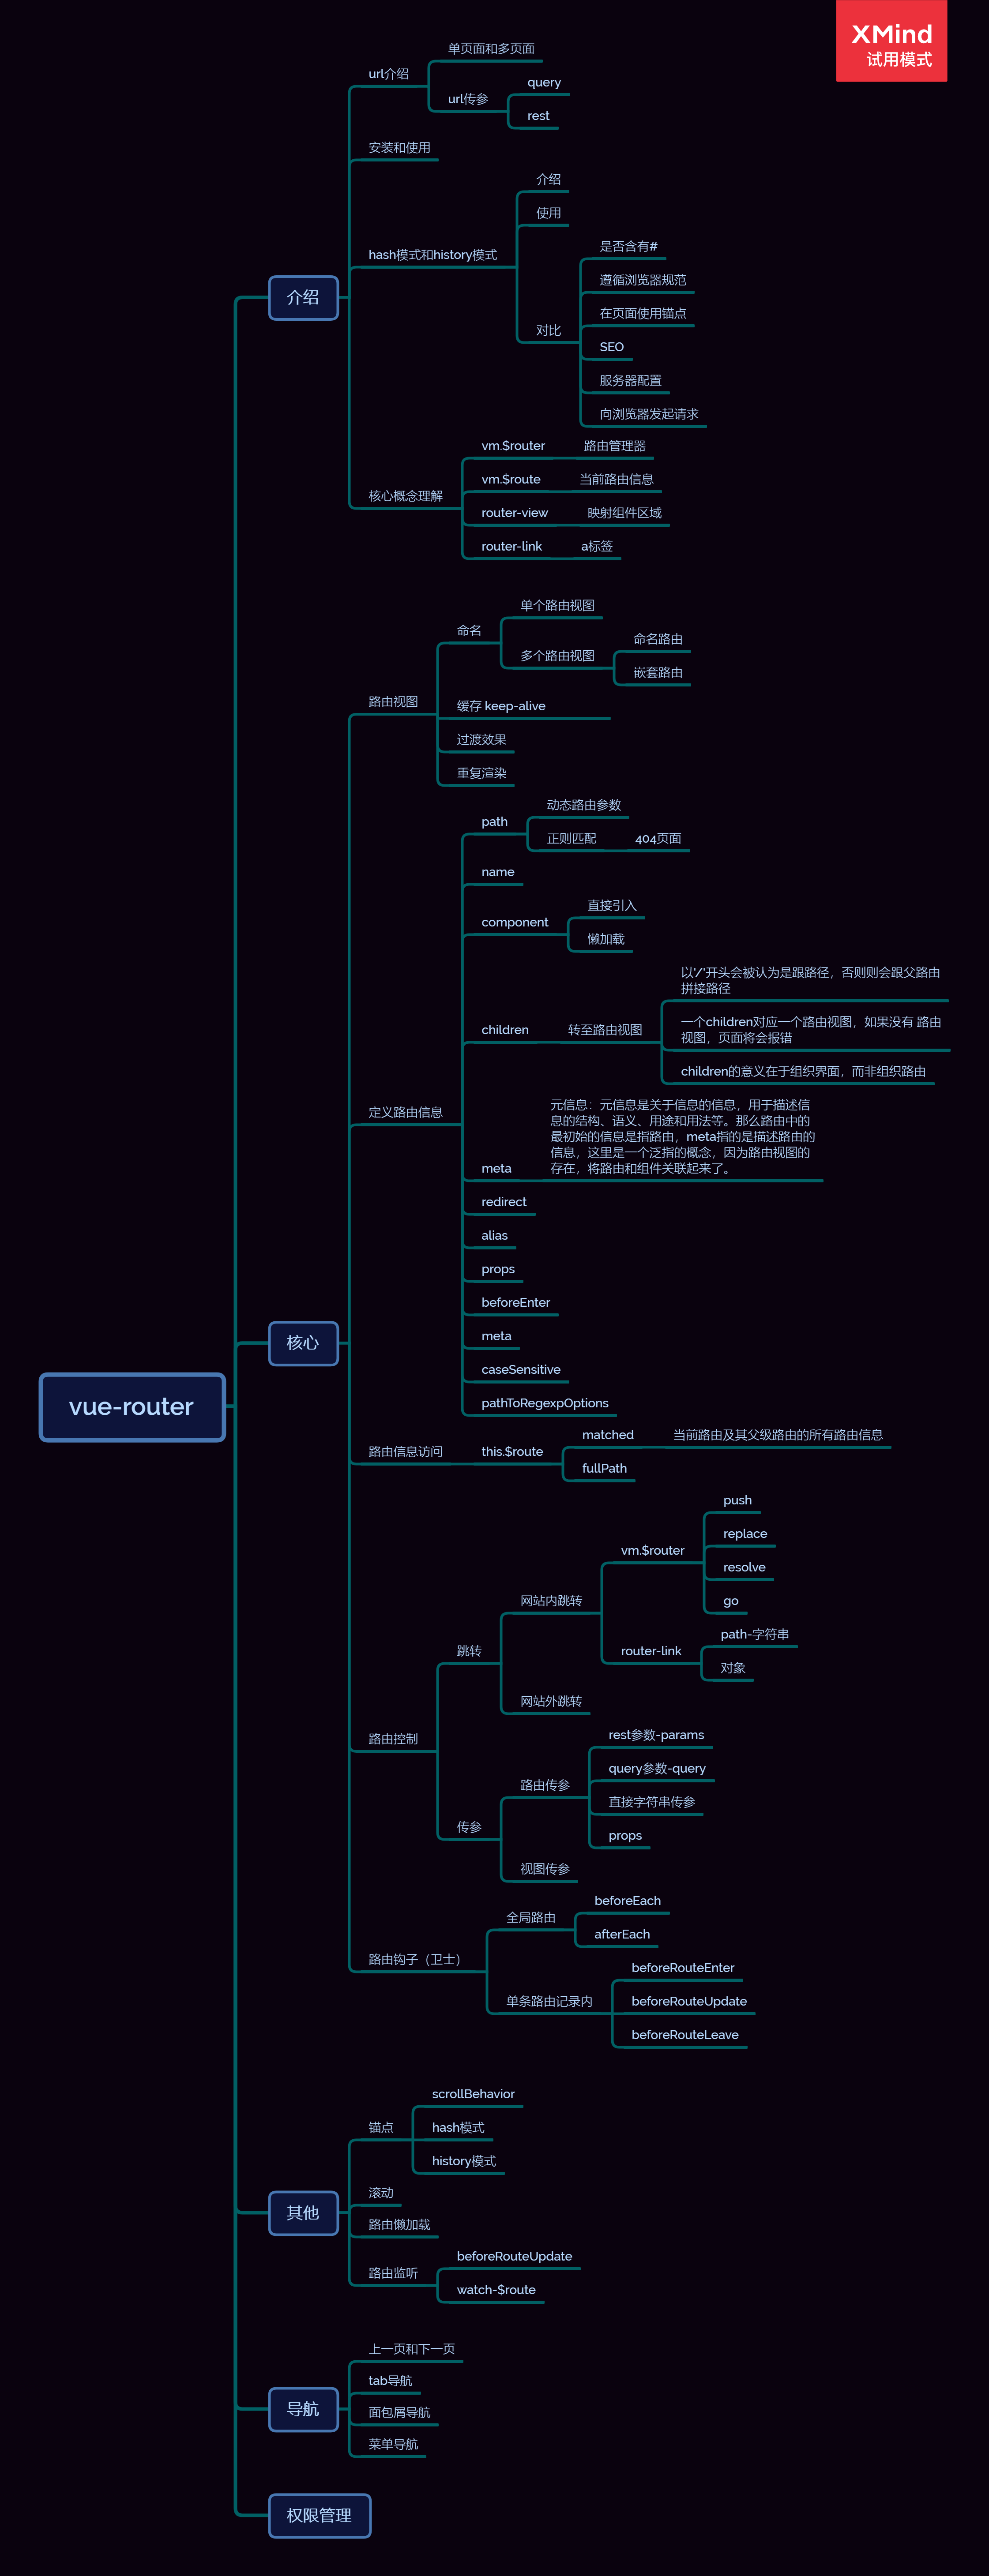 XMind
试用模式
单页面和多页面
url介绍
query
url传参
rest
安装和使用
介绍
使用
是否含有#
hash模式和history模式
遵循浏览器规范
介绍
在页面使用锚点
对比
SEO
服务器配置
向浏览器发起请求
vm.$router
路由管理器
vm.$route
当前路由信息
核心概念理解
router-view
映射组件区域
router-link
a标签
单个路由视图
命名
命名路由
多个路由视图
嵌套路由
路由视图
缓存 keep-alive
过渡效果
重复渲染
动态路由参数
path
正则匹配
404页面
name
直接引入
component
懒加载
以'/'开头会被认为是跟路径，否则则会跟父路由
拼接路径
一个children对应一个路由视图，如果没有 路由
视图，页面将会报错
children
转至路由视图
children的意义在于组织界面，而非组织路由
定义路由信息
元信息：元信息是关于信息的信息，用于描述信
息的结构、语义、用途和用法等。那么路由中的
最初始的信息是指路由，meta指的是描述路由的
信息，这里是一个泛指的概念，因为路由视图的
存在，将路由和组件关联起来了。
meta
redirect
alias
props
beforeEnter
meta
核心
caseSensitive
pathToRegexpOptions
vue-router
matched
当前路由及其父级路由的所有路由信息
路由信息访问
this.$route
fullPath
push
replace
vm.$router
resolve
网站内跳转
go
path-字符串
跳转
router-link
对象
网站外跳转
路由控制
rest参数-params
query参数-query
路由传参
直接字符串传参
传参
props
视图传参
beforeEach
全局路由
afterEach
路由钩子（卫士）
beforeRouteEnter
单条路由记录内
beforeRouteUpdate
beforeRouteLeave
scrollBehavior
锚点
hash模式
history模式
滚动
其他
路由懒加载
beforeRouteUpdate
路由监听
watch-$route
上一页和下一页
tab导航
导航
面包屑导航
菜单导航
权限管理